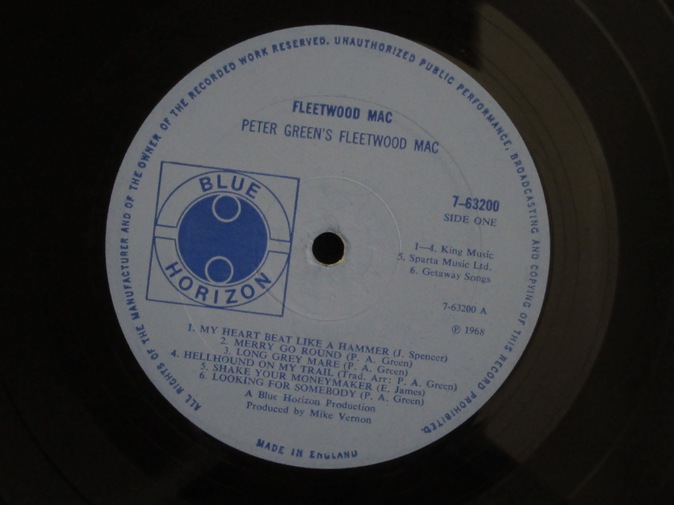 ALL RIGHTS OF THE MANUFACTURER AND OF THE OWNER OF THE RECORDED WORK RESERVED. UNAUTHORIZED PUBLIC PERFORMANCE, BROADCASTING AND COPYING OF THIS RECORD PROHIBITED.
FLEETWOOD MAC
PETER GREEN'S FLEETWOOD MAC
BLUE
HORIZON
7–63200
SIDE ONE
1—4. King Music
5. Sparta Music Ltd.
6. Getaway Songs
7-63200 A
℗ 1968
1. MY HEART BEAT LIKE A HAMMER (J. Spencer)
2. MERRY GO ROUND (P. A. Green)
3. LONG GREY MARE (P. A. Green)
4. HELLHOUND ON MY TRAIL (Trad. Arr: P. A. Green)
5. SHAKE YOUR MONEYMAKER (E. James)
6. LOOKING FOR SOMEBODY (P. A. Green)
A Blue Horizon Production
Produced by Mike Vernon
MADE IN ENGLAND